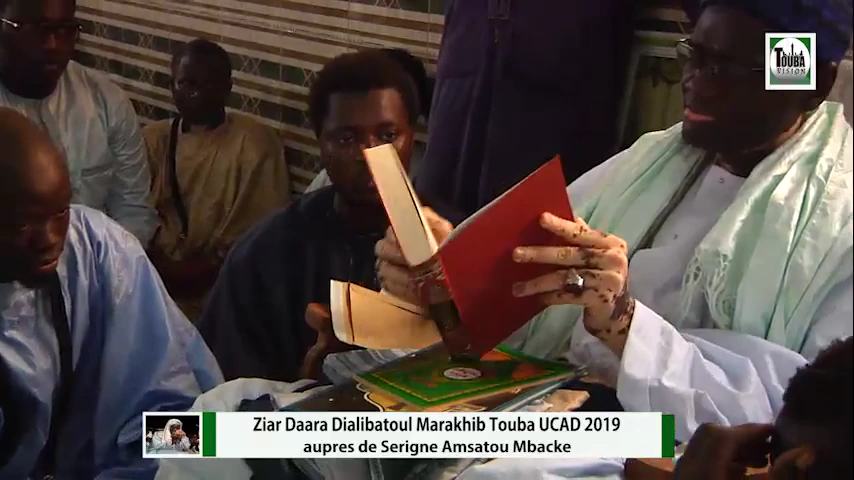 TOUBA
VISION
Ziar Daara Dialibatoul Marakhib Touba UCAD 2019
aupres de Serigne Amsatou Mbacke